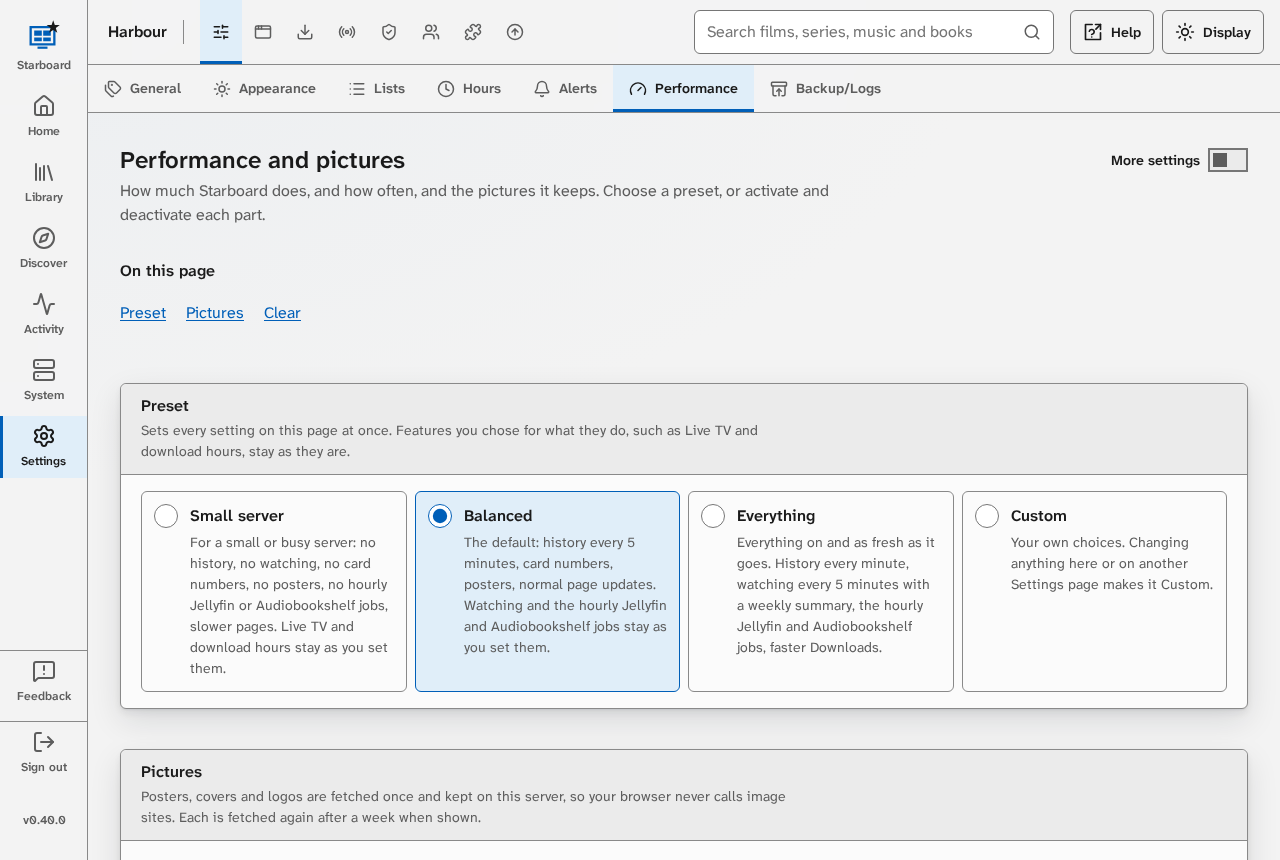 Starboard
Home
Library
Discover
Activity
System
Settings
Feedback
Sign out
v0.40.0
Harbour
Search films, series, music and books
Help
Display
General
Appearance
Lists
Hours
Alerts
Performance
Backup/Logs
Performance and pictures
How much Starboard does, and how often, and the pictures it keeps. Choose a preset, or activate and
deactivate each part.
More settings
On this page
Preset
Pictures
Clear
Preset
Sets every setting on this page at once. Features you chose for what they do, such as Live TV and
download hours, stay as they are.
Small server
For a small or busy server: no
history, no watching, no card
numbers, no posters, no hourly
Jellyfin or Audiobookshelf jobs,
slower pages. Live TV and
download hours stay as you set
them.
Balanced
The default: history every 5
minutes, card numbers,
posters, normal page updates.
Watching and the hourly Jellyfin
and Audiobookshelf jobs stay as
you set them.
Everything
Everything on and as fresh as it
goes. History every minute,
watching every 5 minutes with
a weekly summary, the hourly
Jellyfin and Audiobookshelf
jobs, faster Downloads.
Custom
Your own choices. Changing
anything here or on another
Settings page makes it Custom.
Pictures
Posters, covers and logos are fetched once and kept on this server, so your browser never calls image
sites. Each is fetched again after a week when shown.